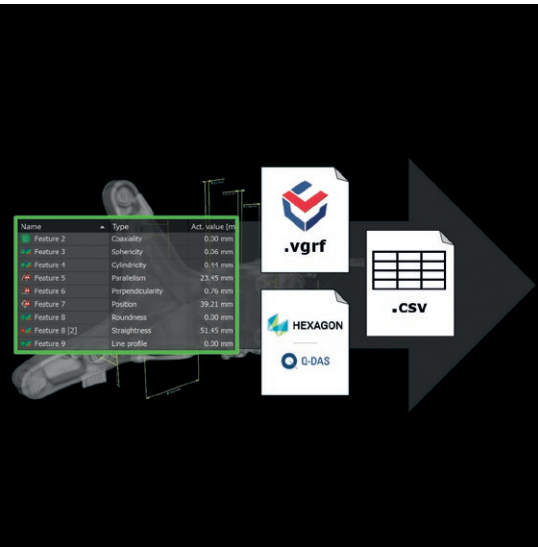 Name Type Act. value [m
Feature 2 Coaxiality 0.00 mm
Feature 3 Sphericity 0.06 mm
Feature 4 Cylindricity 0.44 mm
Feature 5 Parallelism 23.45 mm
Feature 6 Perpendicularity 0.76 mm
Feature 7 Position 39.21 mm
Feature 8 Roundness 0.00 mm
Feature 8 [2] Straightness 51.45 mm
Feature 9 Line profile 0.00 mm
.vgrf
HEXAGON
Q-DAS
.csv